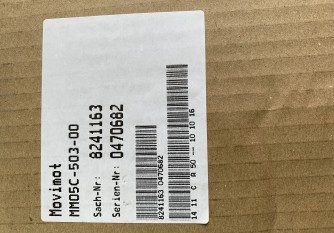 Movimot
MM05C-503-00
Sach-Nr: 8241163
Serien-Nr: 0470682
8241163 0470682
14 11 C A 50 -- 10 10 16